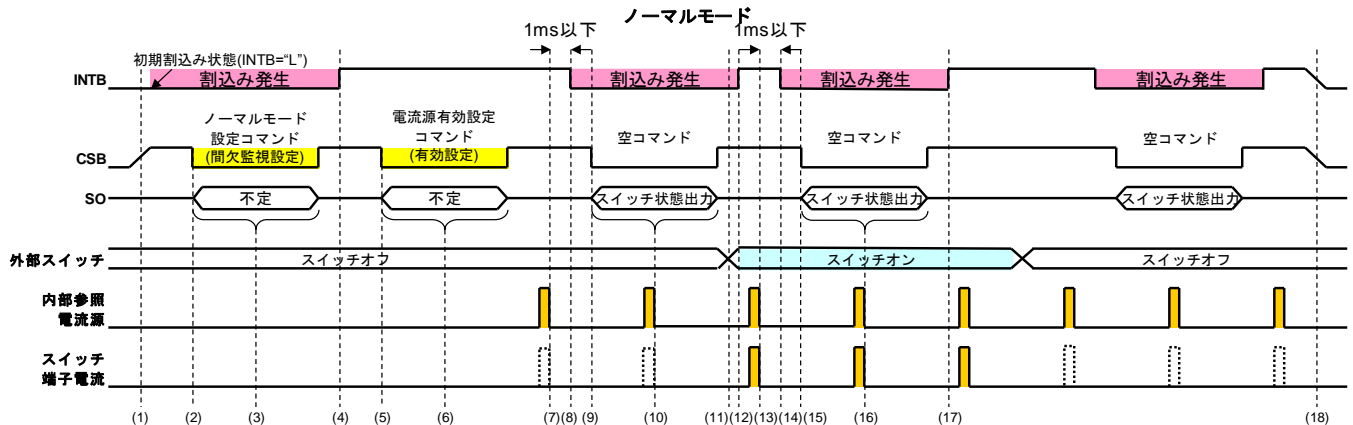 ノーマルモード
1ms以下
1ms以下
初期割込み状態(INTB=“L”)
INTB
割込み発生
割込み発生
割込み発生
割込み発生
ノーマルモード
設定コマンド
(間欠監視設定)
電流源有効設定
コマンド
(有効設定)
空コマンド
空コマンド
空コマンド
CSB
SO
不定
不定
スイッチ状態出力
スイッチ状態出力
スイッチ状態出力
外部スイッチ
スイッチオフ
スイッチオン
スイッチオフ
内部参照
電流源
スイッチ
端子電流
(1)
(2)
(3)
(4)
(5)
(6)
(7)
(8)
(9)
(10)
(11)
(12)
(13)
(14)
(15)
(16)
(17)
(18)